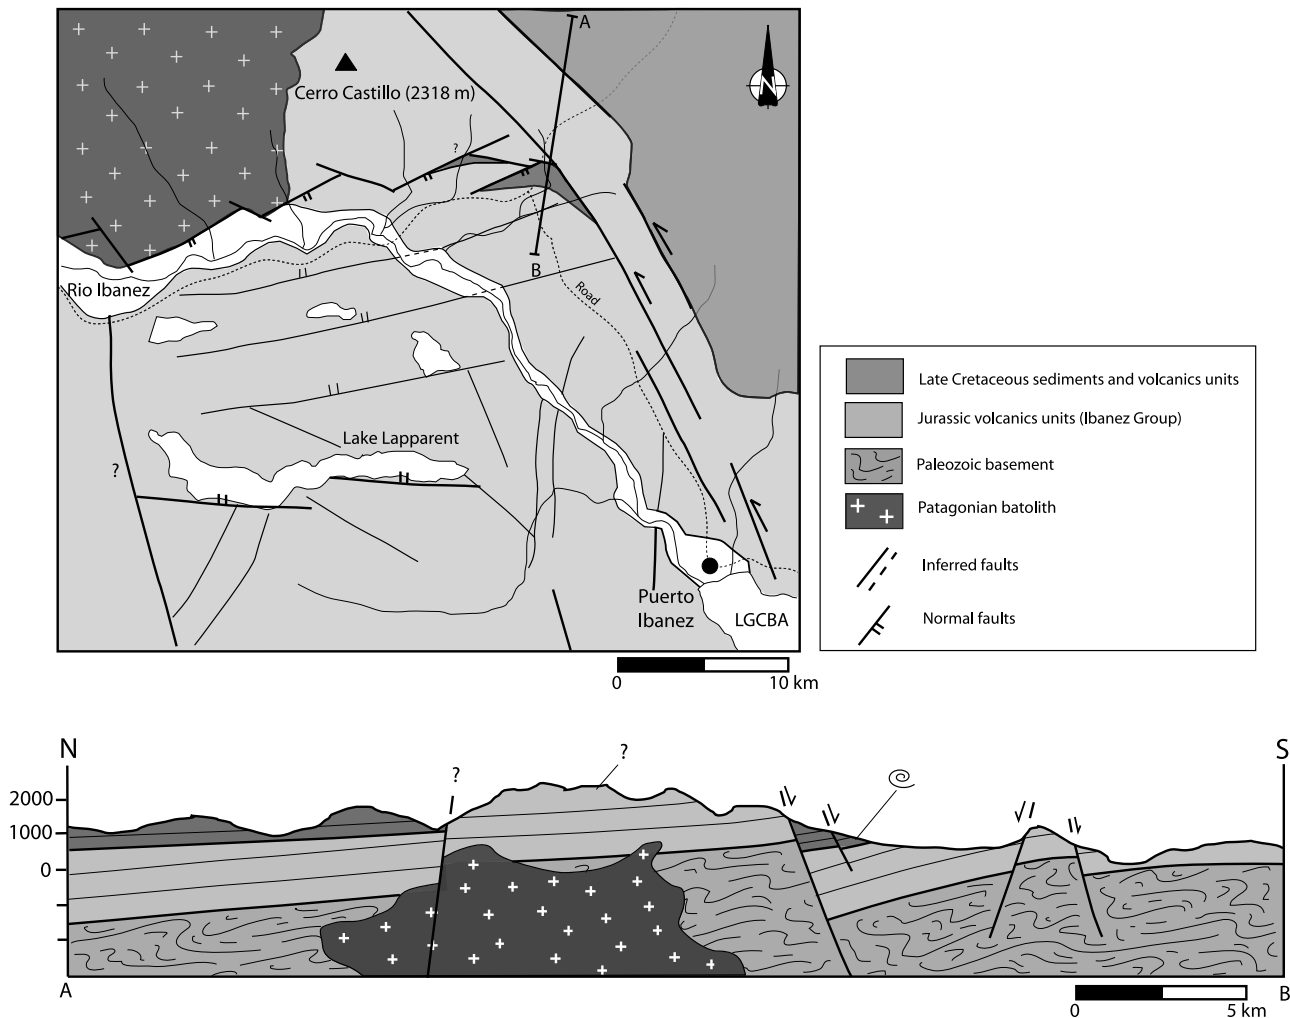 A
N
Cerro Castillo (2318 m)
?
B
Rio Ibanez
Road
Lake Lapparent
?
Puerto
Ibanez
LGCBA
0 10 km
Late Cretaceous sediments and volcanics units
Jurassic volcanics units (Ibanez Group)
Paleozoic basement
Patagonian batolith
Inferred faults
Normal faults
N S
? ?
2000
1000
0
A B
0 5 km